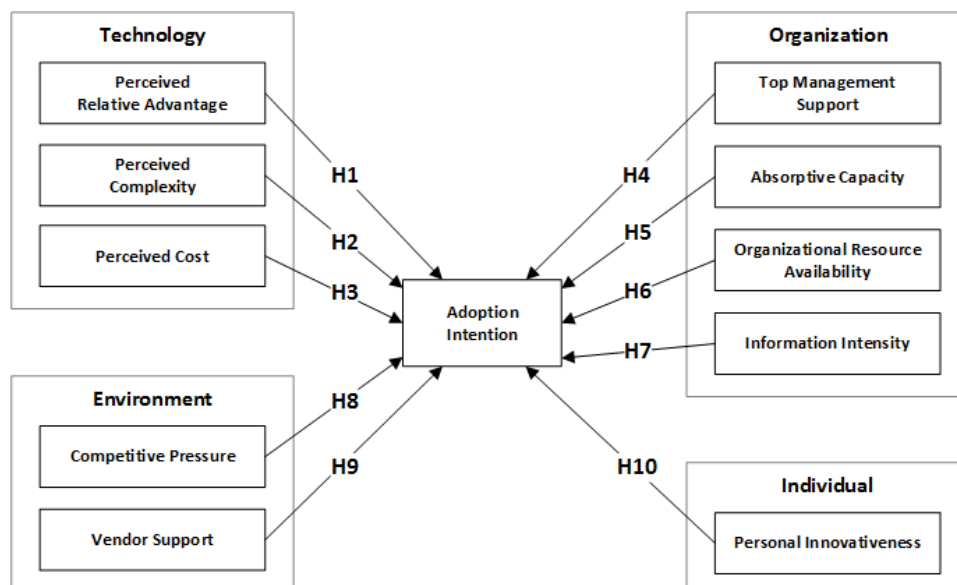 Technology
Perceived
Relative Advantage
Perceived
Complexity
Perceived Cost
Environment
Competitive Pressure
Vendor Support
H1
H2
H3
H8
H9
Adoption
Intention
H4
H5
H6
H7
H10
Organization
Top Management
Support
Absorptive Capacity
Organizational Resource
Availability
Information Intensity
Individual
Personal Innovativeness